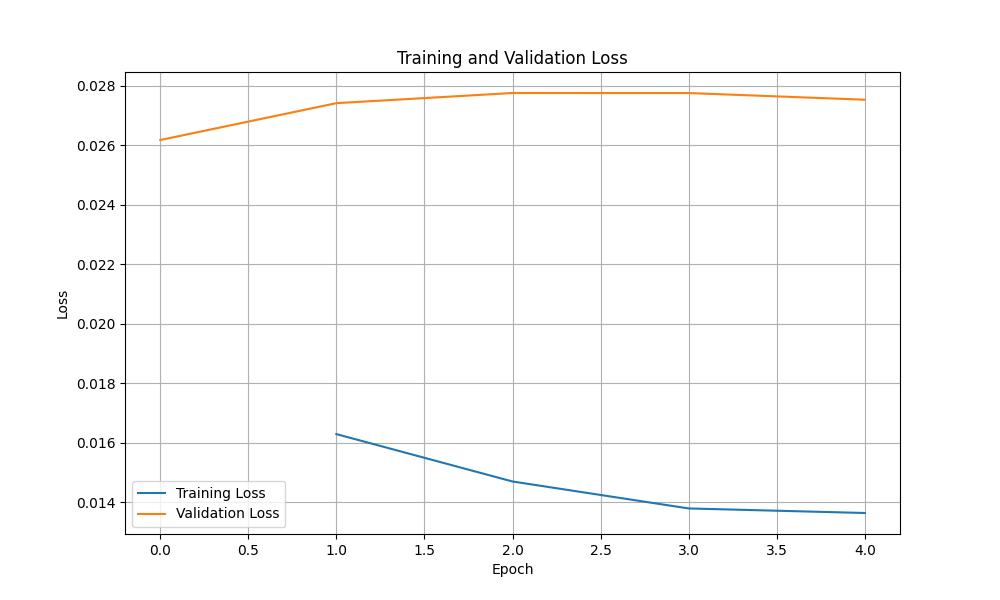 Training and Validation Loss
0.028
0.026
0.024
0.022
0.020
0.018
0.016
0.014
Loss
Training Loss
Validation Loss
0.0 0.5 1.0 1.5 2.0 2.5 3.0 3.5 4.0
Epoch